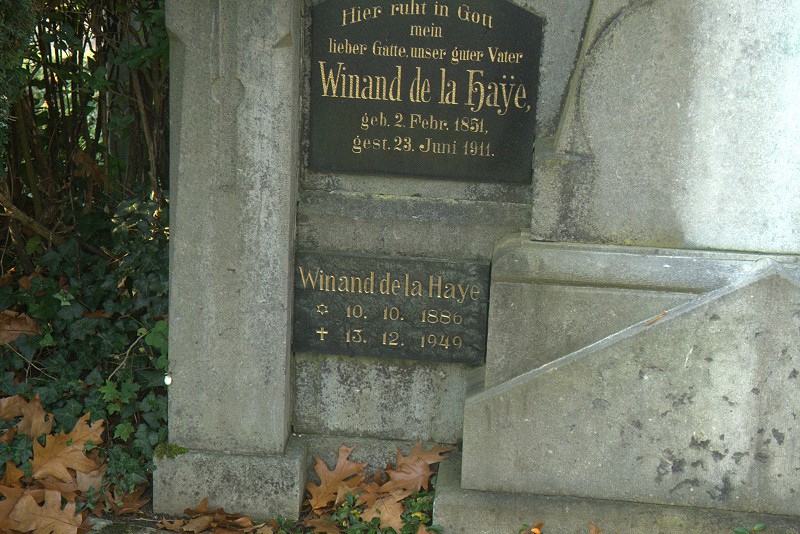 Hier ruht in Gott
mein
lieber Gatte, unser guter Vater
Winand de la Haÿe,
geb. 2. Febr. 1851,
gest. 23. Juni 1911.
Winand de la Haye
✡ 10. 10. 1886
✝ 13. 12. 1949